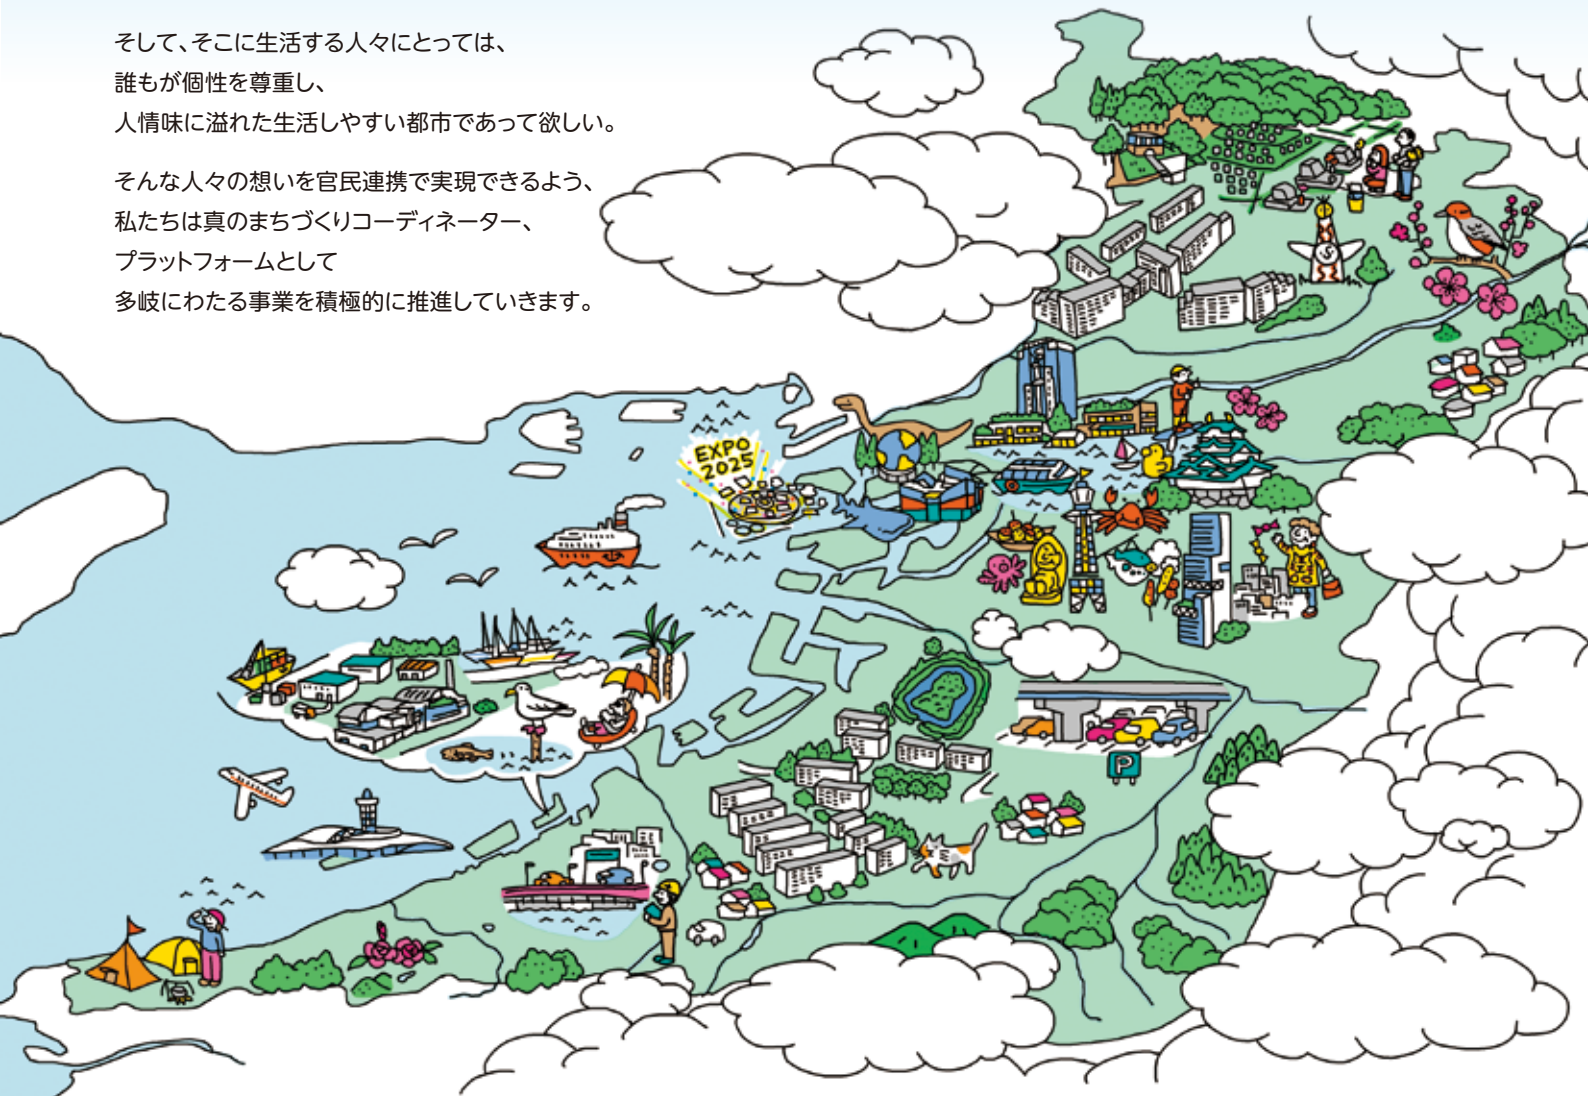 そして、そこに生活する人々にとっては、
誰もが個性を尊重し、
人情味に溢れた生活しやすい都市であって欲しい。
そんな人々の想いを官民連携で実現できるよう、
私たちは真のまちづくりコーディネーター、
プラットフォームとして
多岐にわたる事業を積極的に推進していきます。
EXPO
2025
P